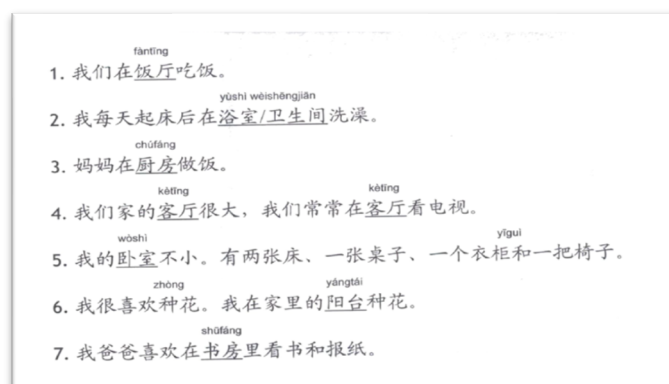 fàntīng
1. 我们在饭厅吃饭。
yùshì wèishēngjiān
2. 我每天起床后在浴室/卫生间洗澡。
chúfáng
3. 妈妈在厨房做饭。
kètīng kètīng
4. 我们家的客厅很大，我们常常在客厅看电视。
wòshì yīguì
5. 我的卧室不小。有两张床、一张桌子、一个衣柜和一把椅子。
zhòng yángtái
6. 我很喜欢种花。我在家里的阳台种花。
shūfáng
7. 我爸爸喜欢在书房里看书和报纸。